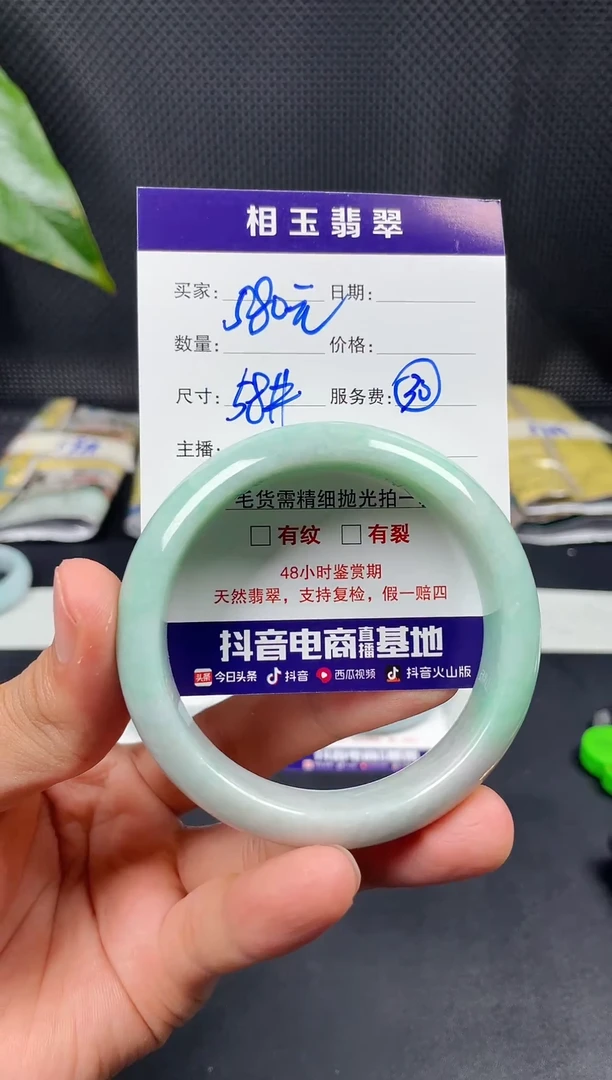 相玉翡翠
买家: 580元 日期:
数量: 价格:
尺寸: 58# 服务费: 30
主播:
毛货需精细抛光拍一
□有纹 □有裂
48小时鉴赏期
天然翡翠，支持复检，假一赔四
抖音电商直播基地
头条 今日头条 抖音 西瓜视频 抖音火山版